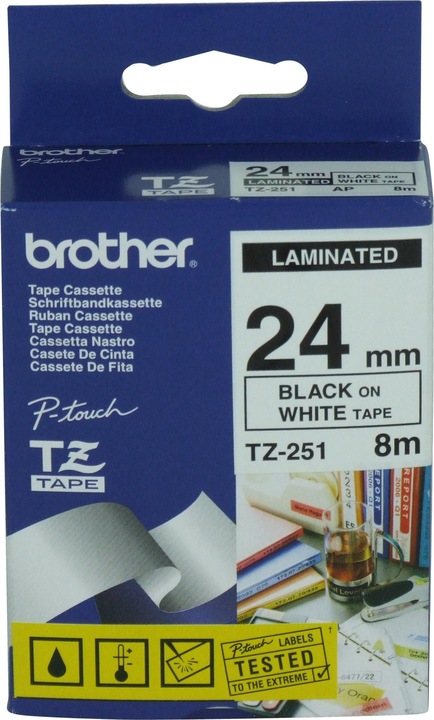 brother
P-touch
TZ
TAPE
24 mm
LAMINATED
BLACK ON
WHITE TAPE
TZ-251
AP
8m
brother®
Tape Cassette
Schriftbandkassette
Ruban Cassette
Tape Cassette
Cassetta Nastro
Casete De Cinta
Cassete De Fita
P-touch
TZ
TAPE
LAMINATED
24 mm
BLACK ON
WHITE TAPE
TZ-251
8m
REPORT
REPORT
P-touch LABELS
TESTED
TO THE EXTREME
†